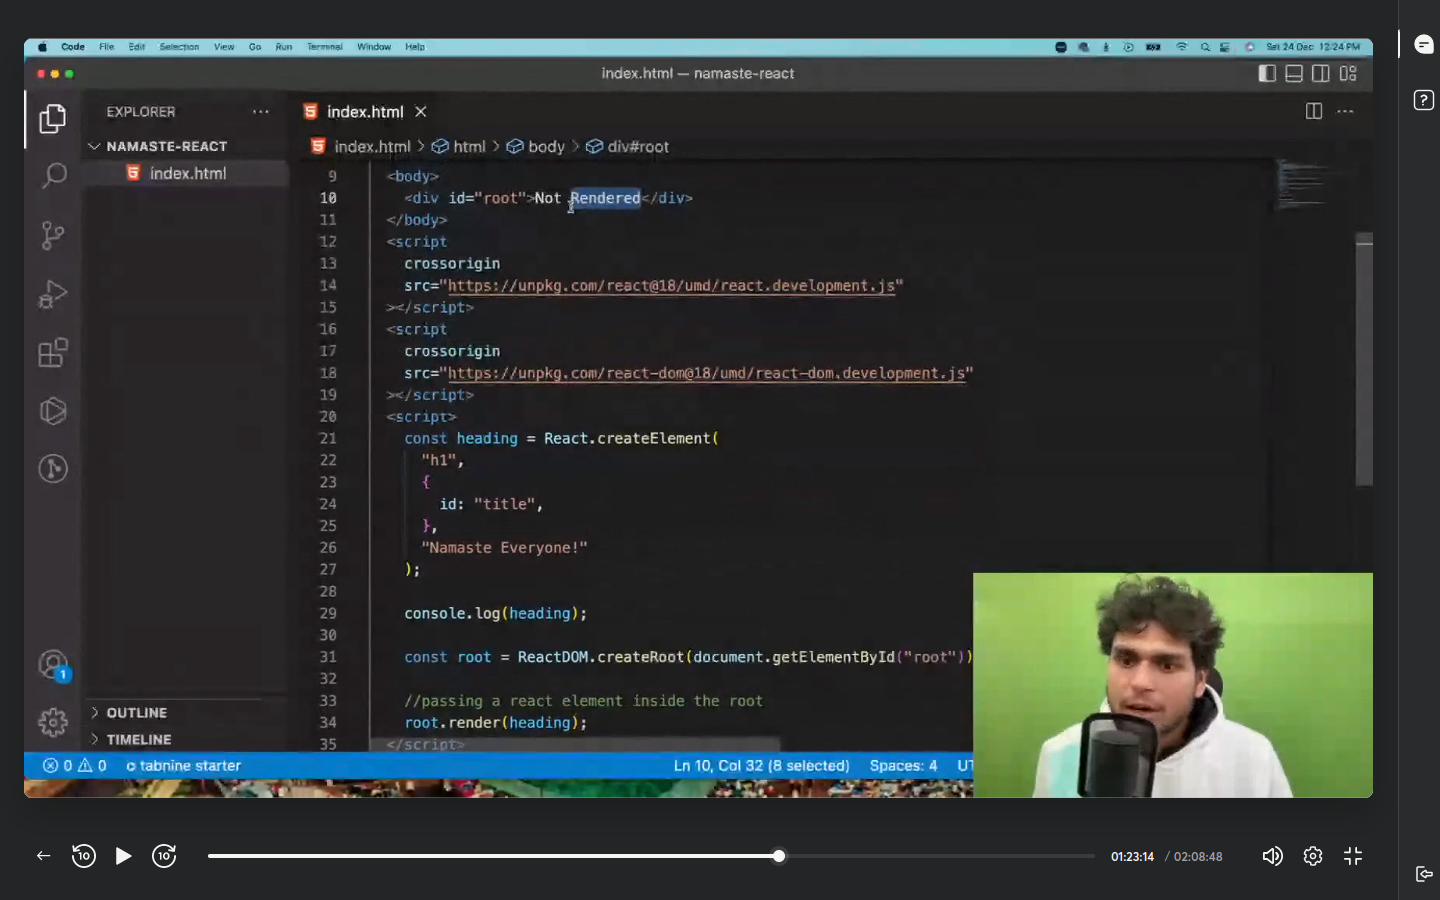 Code File Edit Selection View Go Run Terminal Window Help Sat 24 Dec 12:24 PM
index.html — namaste-react
EXPLORER
index.html
NAMASTE-REACT
index.html
index.html > html > body > div#root
9 <body>
10 <div id="root">Not Rendered</div>
11 </body>
12 <script
13 crossorigin
14 src="https://unpkg.com/react@18/umd/react.development.js"
15 ></script>
16 <script
17 crossorigin
18 src="https://unpkg.com/react-dom@18/umd/react-dom.development.js"
19 ></script>
20 <script>
21 const heading = React.createElement(
22 "h1",
23 {
24 id: "title",
25 },
26 "Namaste Everyone!"
27 );
28
29 console.log(heading);
30
31 const root = ReactDOM.createRoot(document.getElementById("root"))
32
33 //passing a react element inside the root
34 root.render(heading);
35 </script>
1
OUTLINE
TIMELINE
0 0 tabnine starter Ln 10, Col 32 (8 selected) Spaces: 4 UT
10 10 01:23:14 / 02:08:48